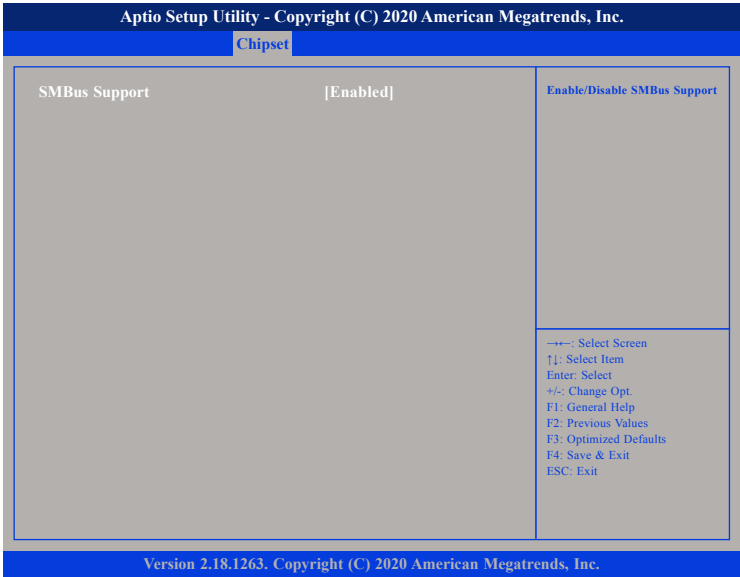 Aptio Setup Utility - Copyright (C) 2020 American Megatrends, Inc.
Chipset
SMBus Support [Enabled]
Enable/Disable SMBus Support
→←: Select Screen
↑↓: Select Item
Enter: Select
+/-: Change Opt.
F1: General Help
F2: Previous Values
F3: Optimized Defaults
F4: Save & Exit
ESC: Exit
Version 2.18.1263. Copyright (C) 2020 American Megatrends, Inc.